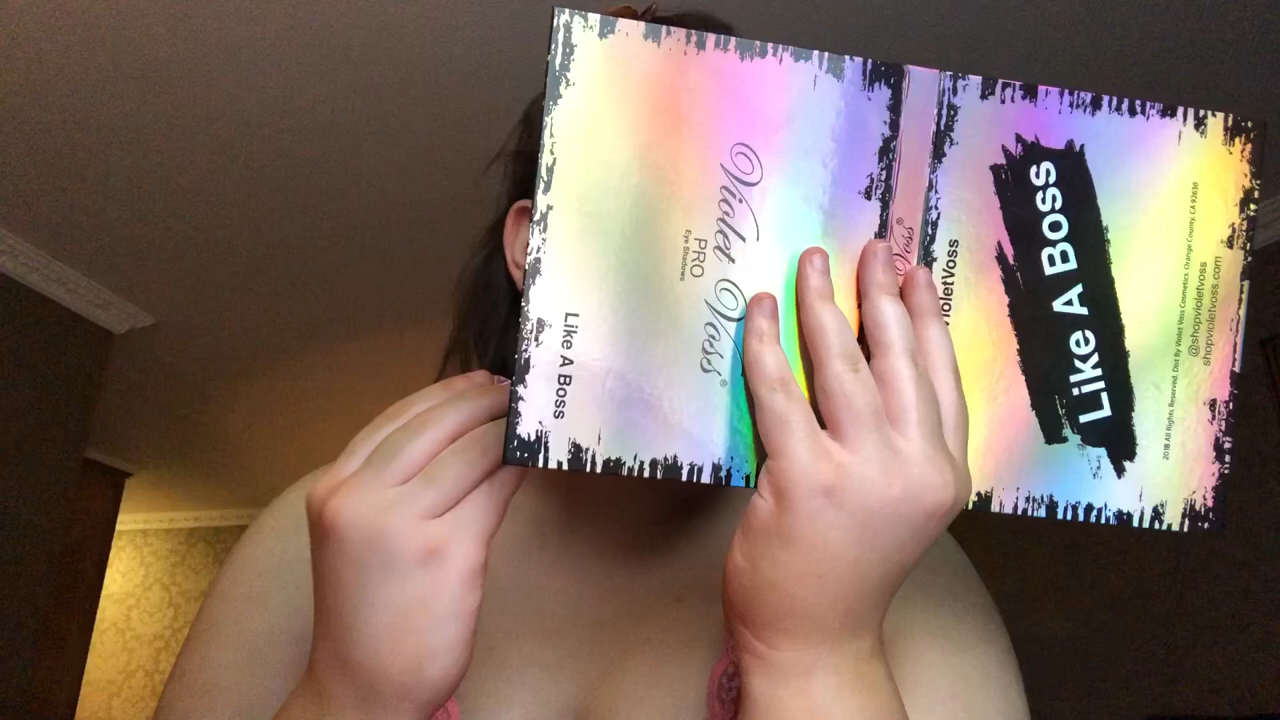 Violet Voss®
PRO
Eye Shadows
Like A Boss
Voss®
VioletVoss
Like A Boss
2018 All Rights Reserved. Dist By Violet Voss Cosmetics. Orange County, CA 92630
@shopvioletvoss
shopvioletvoss.com